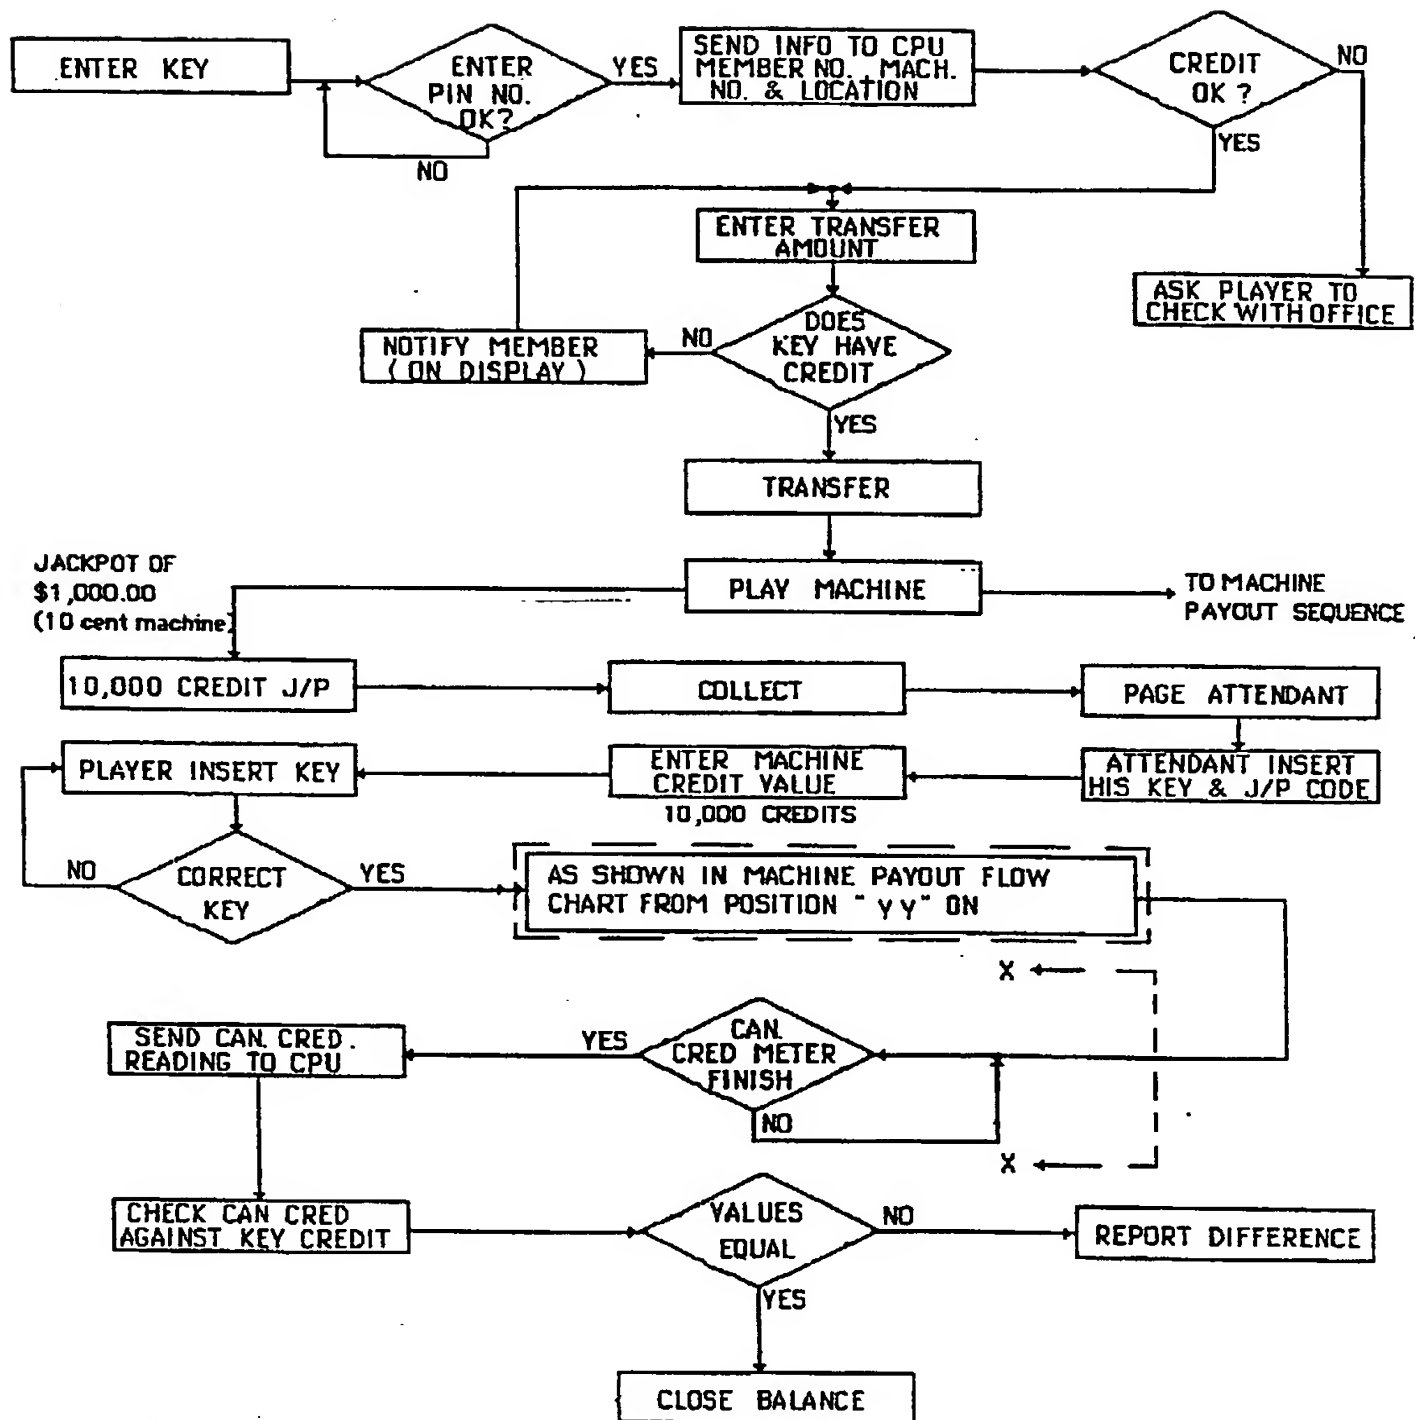 ENTER KEY
ENTER
PIN NO.
OK?
YES
NO
SEND INFO TO CPU
MEMBER NO. MACH.
NO. & LOCATION
CREDIT
OK ?
NO
YES
ENTER TRANSFER
AMOUNT
ASK PLAYER TO
CHECK WITH OFFICE
DOES
KEY HAVE
CREDIT
NO
NOTIFY MEMBER
( ON DISPLAY )
YES
TRANSFER
PLAY MACHINE
TO MACHINE
PAYOUT SEQUENCE
JACKPOT OF
$1,000.00
(10 cent machine)
10,000 CREDIT J/P
COLLECT
PAGE ATTENDANT
ATTENDANT INSERT
HIS KEY & J/P CODE
ENTER MACHINE
CREDIT VALUE
10,000 CREDITS
PLAYER INSERT KEY
CORRECT
KEY
NO
YES
AS SHOWN IN MACHINE PAYOUT FLOW
CHART FROM POSITION " Y Y " ON
X
CAN.
CRED METER
FINISH
YES
NO
X
SEND CAN. CRED.
READING TO CPU
CHECK CAN CRED
AGAINST KEY CREDIT
VALUES
EQUAL
NO
REPORT DIFFERENCE
YES
CLOSE BALANCE